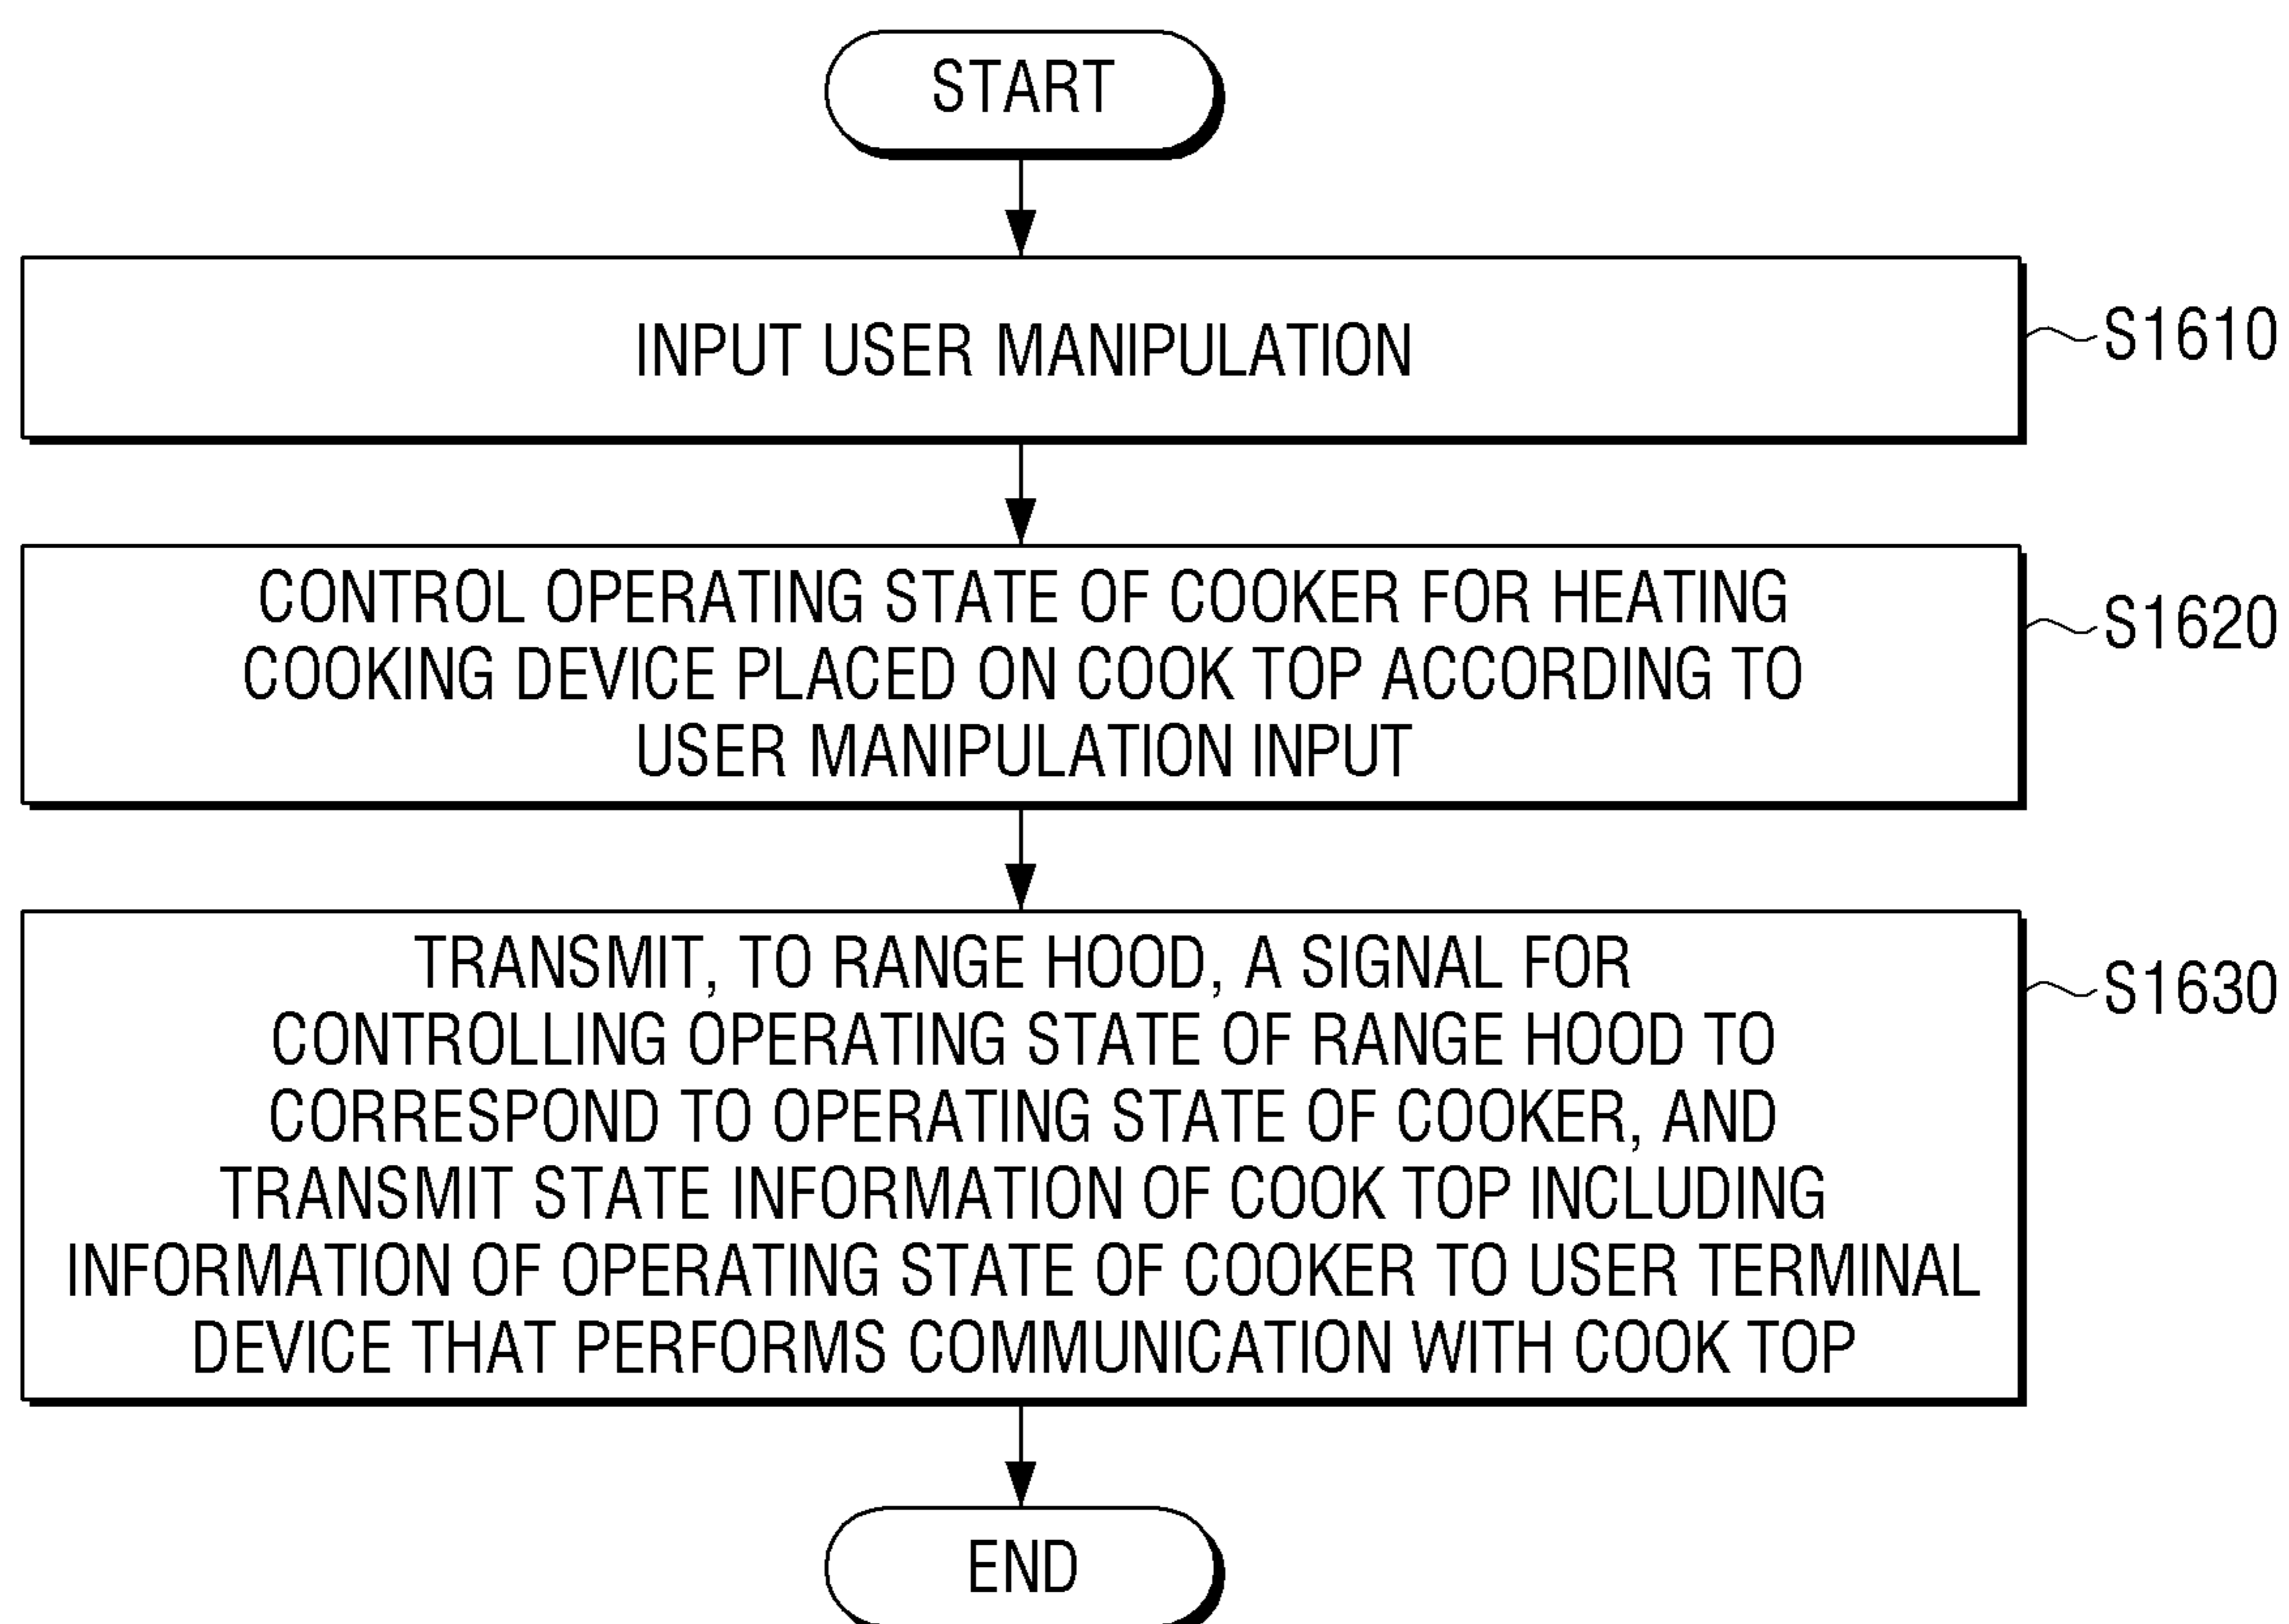 START
INPUT USER MANIPULATION
S1610
CONTROL OPERATING STATE OF COOKER FOR HEATING
COOKING DEVICE PLACED ON COOK TOP ACCORDING TO
USER MANIPULATION INPUT
S1620
TRANSMIT, TO RANGE HOOD, A SIGNAL FOR
CONTROLLING OPERATING STATE OF RANGE HOOD TO
CORRESPOND TO OPERATING STATE OF COOKER, AND
TRANSMIT STATE INFORMATION OF COOK TOP INCLUDING
INFORMATION OF OPERATING STATE OF COOKER TO USER TERMINAL
DEVICE THAT PERFORMS COMMUNICATION WITH COOK TOP
S1630
END